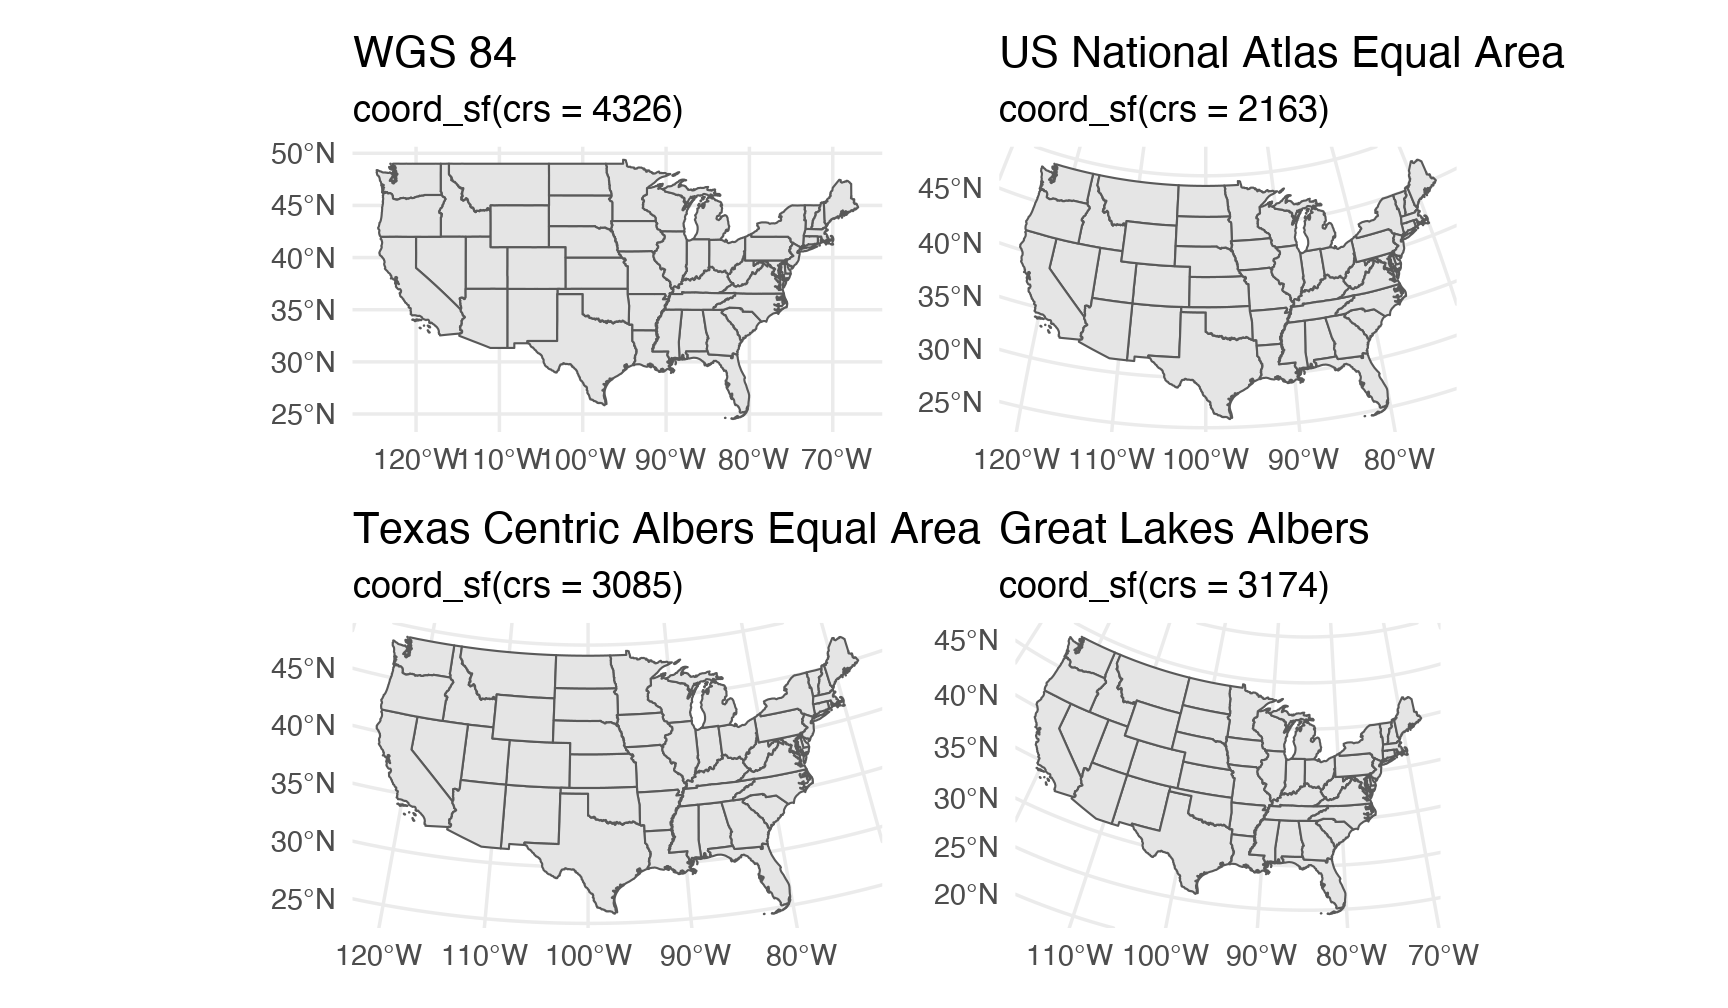 WGS 84
coord_sf(crs = 4326)
50°N
45°N
40°N
35°N
30°N
25°N
120°W 110°W 100°W 90°W 80°W 70°W
US National Atlas Equal Area
coord_sf(crs = 2163)
45°N
40°N
35°N
30°N
25°N
120°W 110°W 100°W 90°W 80°W
Texas Centric Albers Equal Area
coord_sf(crs = 3085)
45°N
40°N
35°N
30°N
25°N
120°W 110°W 100°W 90°W 80°W
Great Lakes Albers
coord_sf(crs = 3174)
45°N
40°N
35°N
30°N
25°N
20°N
110°W 100°W 90°W 80°W 70°W